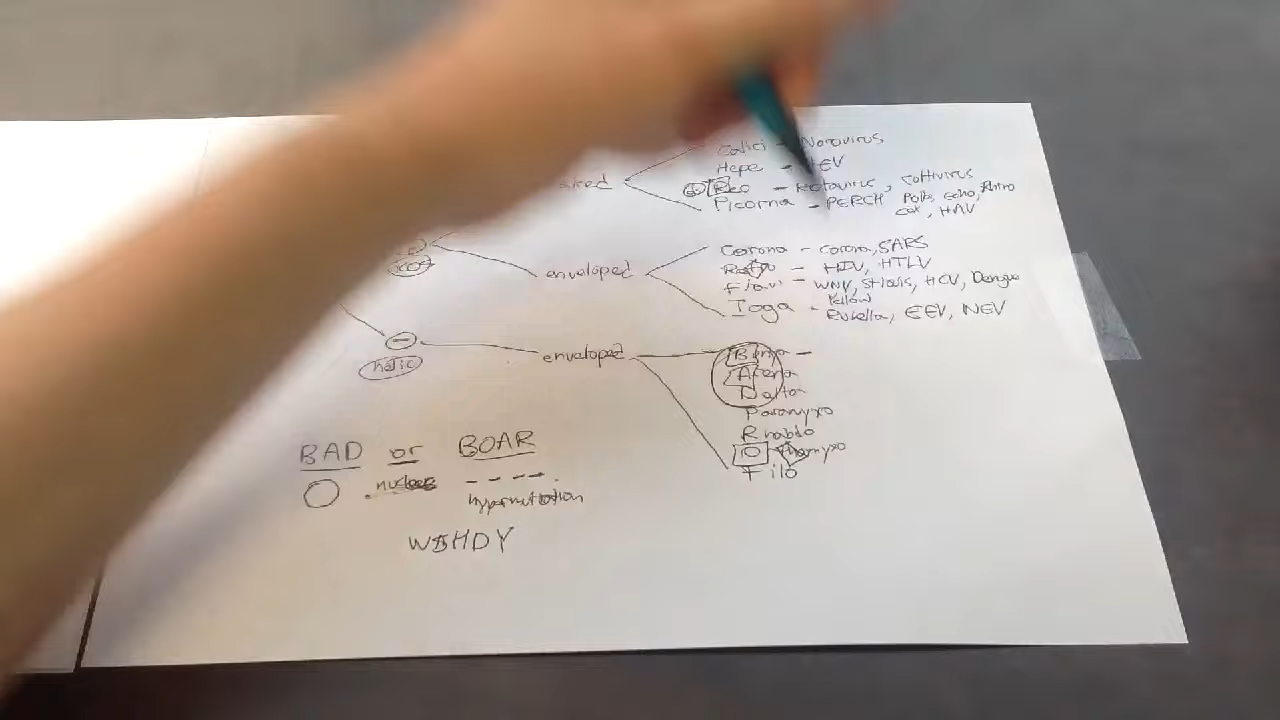 Calici - Norovirus
Hepe - HEV
Reo - Rotavirus, Coltivirus
Picorna - PERCH Polio, Echo, Rhino
Cox, HAV
enveloped
Corona - Corona, SARS
Retro - HIV, HTLV
Flavi - WNV, St louis, HCV, Dengue
Yellow
Toga - Rubella, EEV, WEV
−
helic
enveloped
Bunya -
Arena
Delta
Paramyxo
Rhabdo
Filo
BAD or BOAR
hypermutation
WSHDY